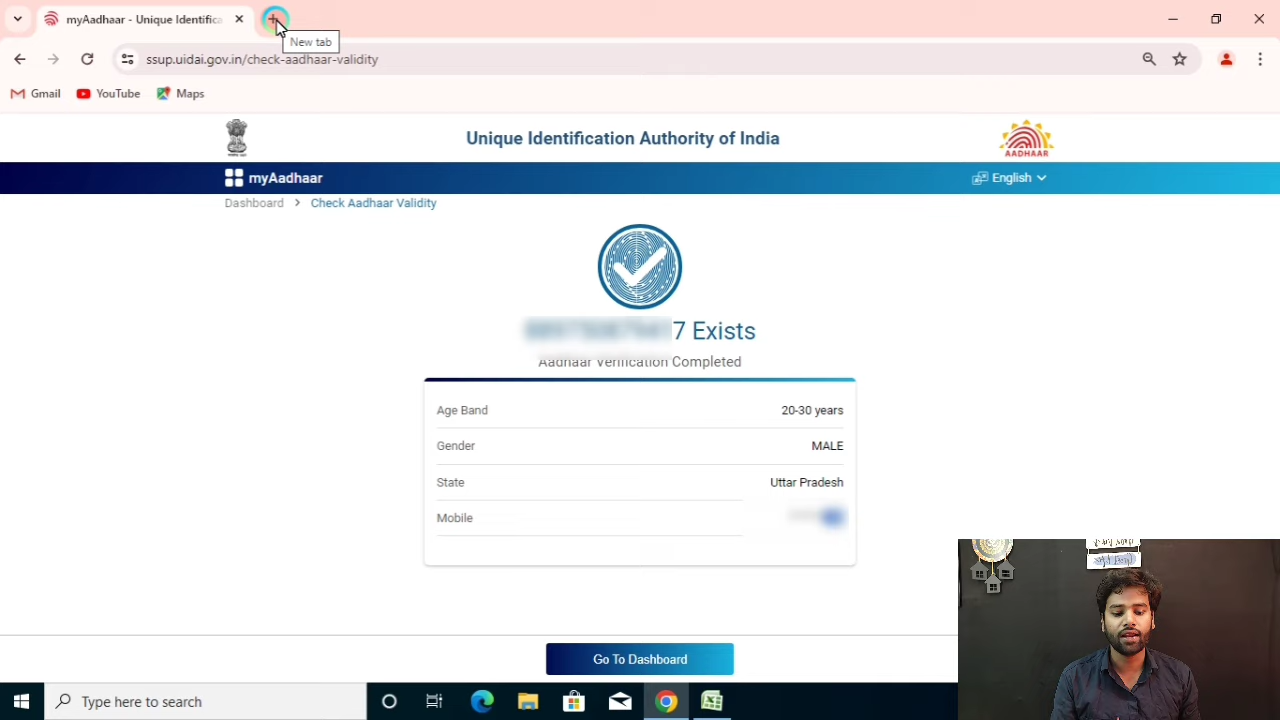 myAadhaar - Unique Identifica
New tab
ssup.uidai.gov.in/check-aadhaar-validity
Gmail
YouTube
Maps
Unique Identification Authority of India
AADHAAR
myAadhaar
English
Dashboard > Check Aadhaar Validity
7 Exists
Aadhaar Verification Completed
Age Band 20-30 years
Gender MALE
State Uttar Pradesh
Mobile
Go To Dashboard
Type here to search